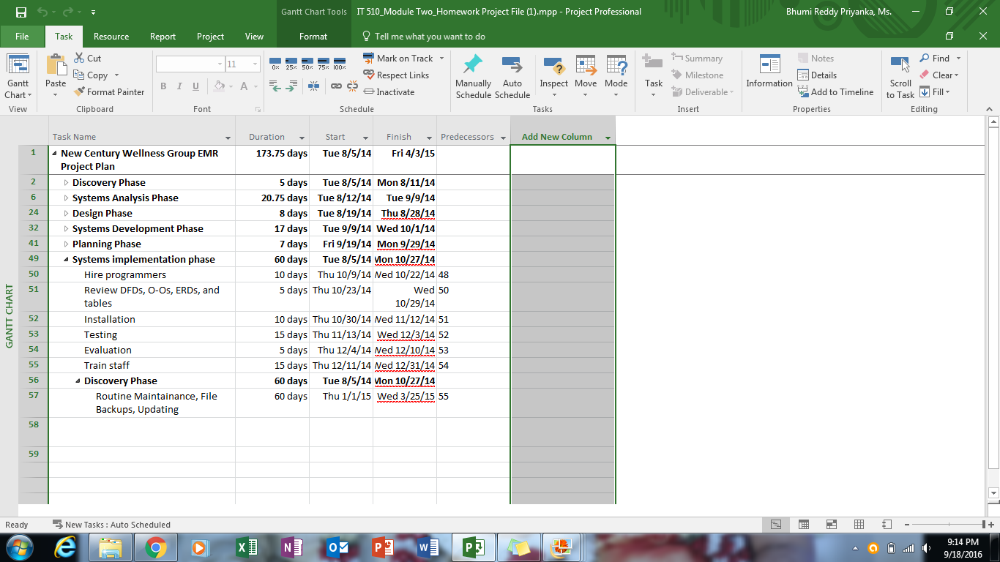 Gantt Chart Tools
IT 510_Module Two_Homework Project File (1).mpp - Project Professional
Bhumi Reddy Priyanka, Ms.
File Task Resource Report Project View Format Tell me what you want to do
Gantt Chart
View
Paste
Cut
Copy
Format Painter
Clipboard
11
B I U A
Font
0% 25% 50% 75% 100%
Mark on Track
Respect Links
Inactivate
Schedule
Manually Schedule
Auto Schedule
Inspect
Move
Mode
Tasks
Task
Summary
Milestone
Deliverable
Insert
Information
Notes
Details
Add to Timeline
Properties
Scroll to Task
Find
Clear
Fill
Editing
GANTT CHART
Task Name Duration Start Finish Predecessors Add New Column
1 New Century Wellness Group EMR 173.75 days Tue 8/5/14 Fri 4/3/15
Project Plan
2 Discovery Phase 5 days Tue 8/5/14 Mon 8/11/14
6 Systems Analysis Phase 20.75 days Tue 8/12/14 Tue 9/9/14
24 Design Phase 8 days Tue 8/19/14 Thu 8/28/14
32 Systems Development Phase 17 days Tue 9/9/14 Wed 10/1/14
41 Planning Phase 7 days Fri 9/19/14 Mon 9/29/14
49 Systems implementation phase 60 days Tue 8/5/14 Mon 10/27/14
50 Hire programmers 10 days Thu 10/9/14 Wed 10/22/14 48
51 Review DFDs, O-Os, ERDs, and 5 days Thu 10/23/14 Wed 50
tables 10/29/14
52 Installation 10 days Thu 10/30/14 Wed 11/12/14 51
53 Testing 15 days Thu 11/13/14 Wed 12/3/14 52
54 Evaluation 5 days Thu 12/4/14 Wed 12/10/14 53
55 Train staff 15 days Thu 12/11/14 Wed 12/31/14 54
56 Discovery Phase 60 days Tue 8/5/14 Mon 10/27/14
57 Routine Maintainance, File 60 days Thu 1/1/15 Wed 3/25/15 55
Backups, Updating
58
59
Ready New Tasks : Auto Scheduled
9:14 PM
9/18/2016